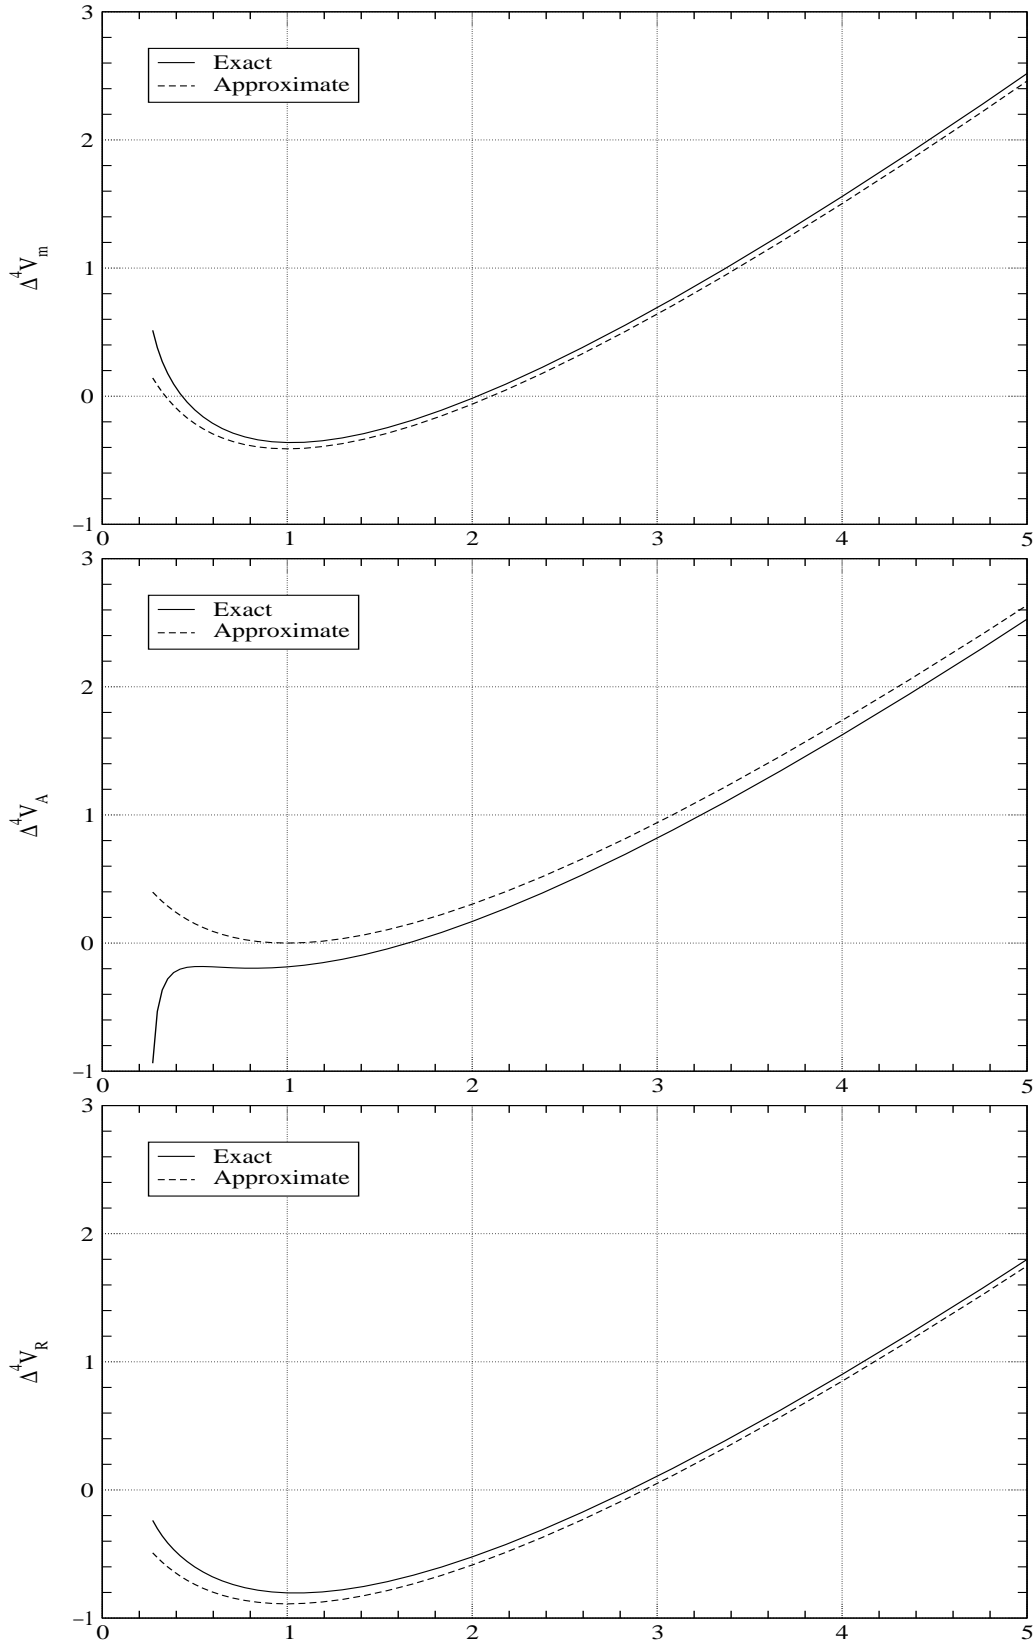 3
Exact
Approximate
2
Δ⁴V_m
1
0
−1
0 1 2 3 4 5
3
Exact
Approximate
2
Δ⁴V_A
1
0
−1
0 1 2 3 4 5
3
Exact
Approximate
2
Δ⁴V_R
1
0
−1
0 1 2 3 4 5